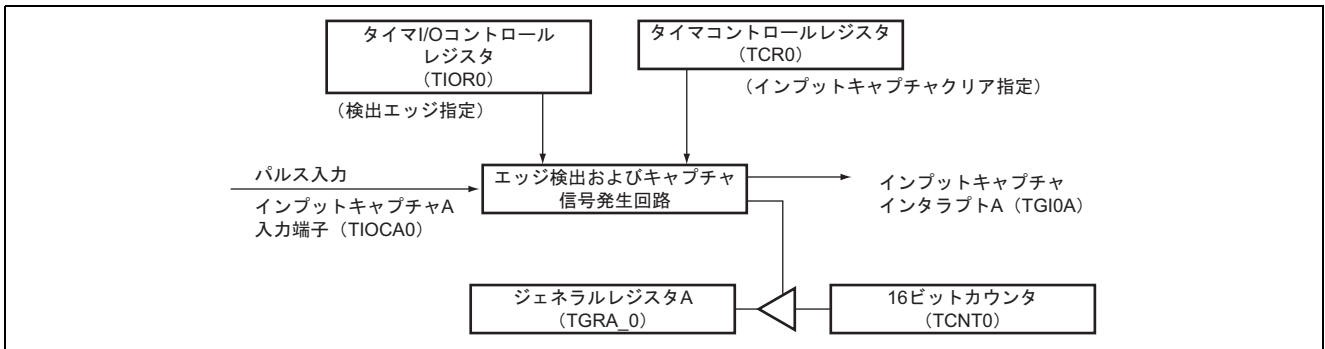 タイマI/Oコントロール
レジスタ
(TIOR0)
タイマコントロールレジスタ
(TCR0)
(検出エッジ指定)
(インプットキャプチャクリア指定)
パルス入力
インプットキャプチャA
入力端子(TIOCA0)
エッジ検出およびキャプチャ
信号発生回路
インプットキャプチャ
インタラプトA(TGI0A)
ジェネラルレジスタA
(TGRA_0)
16ビットカウンタ
(TCNT0)